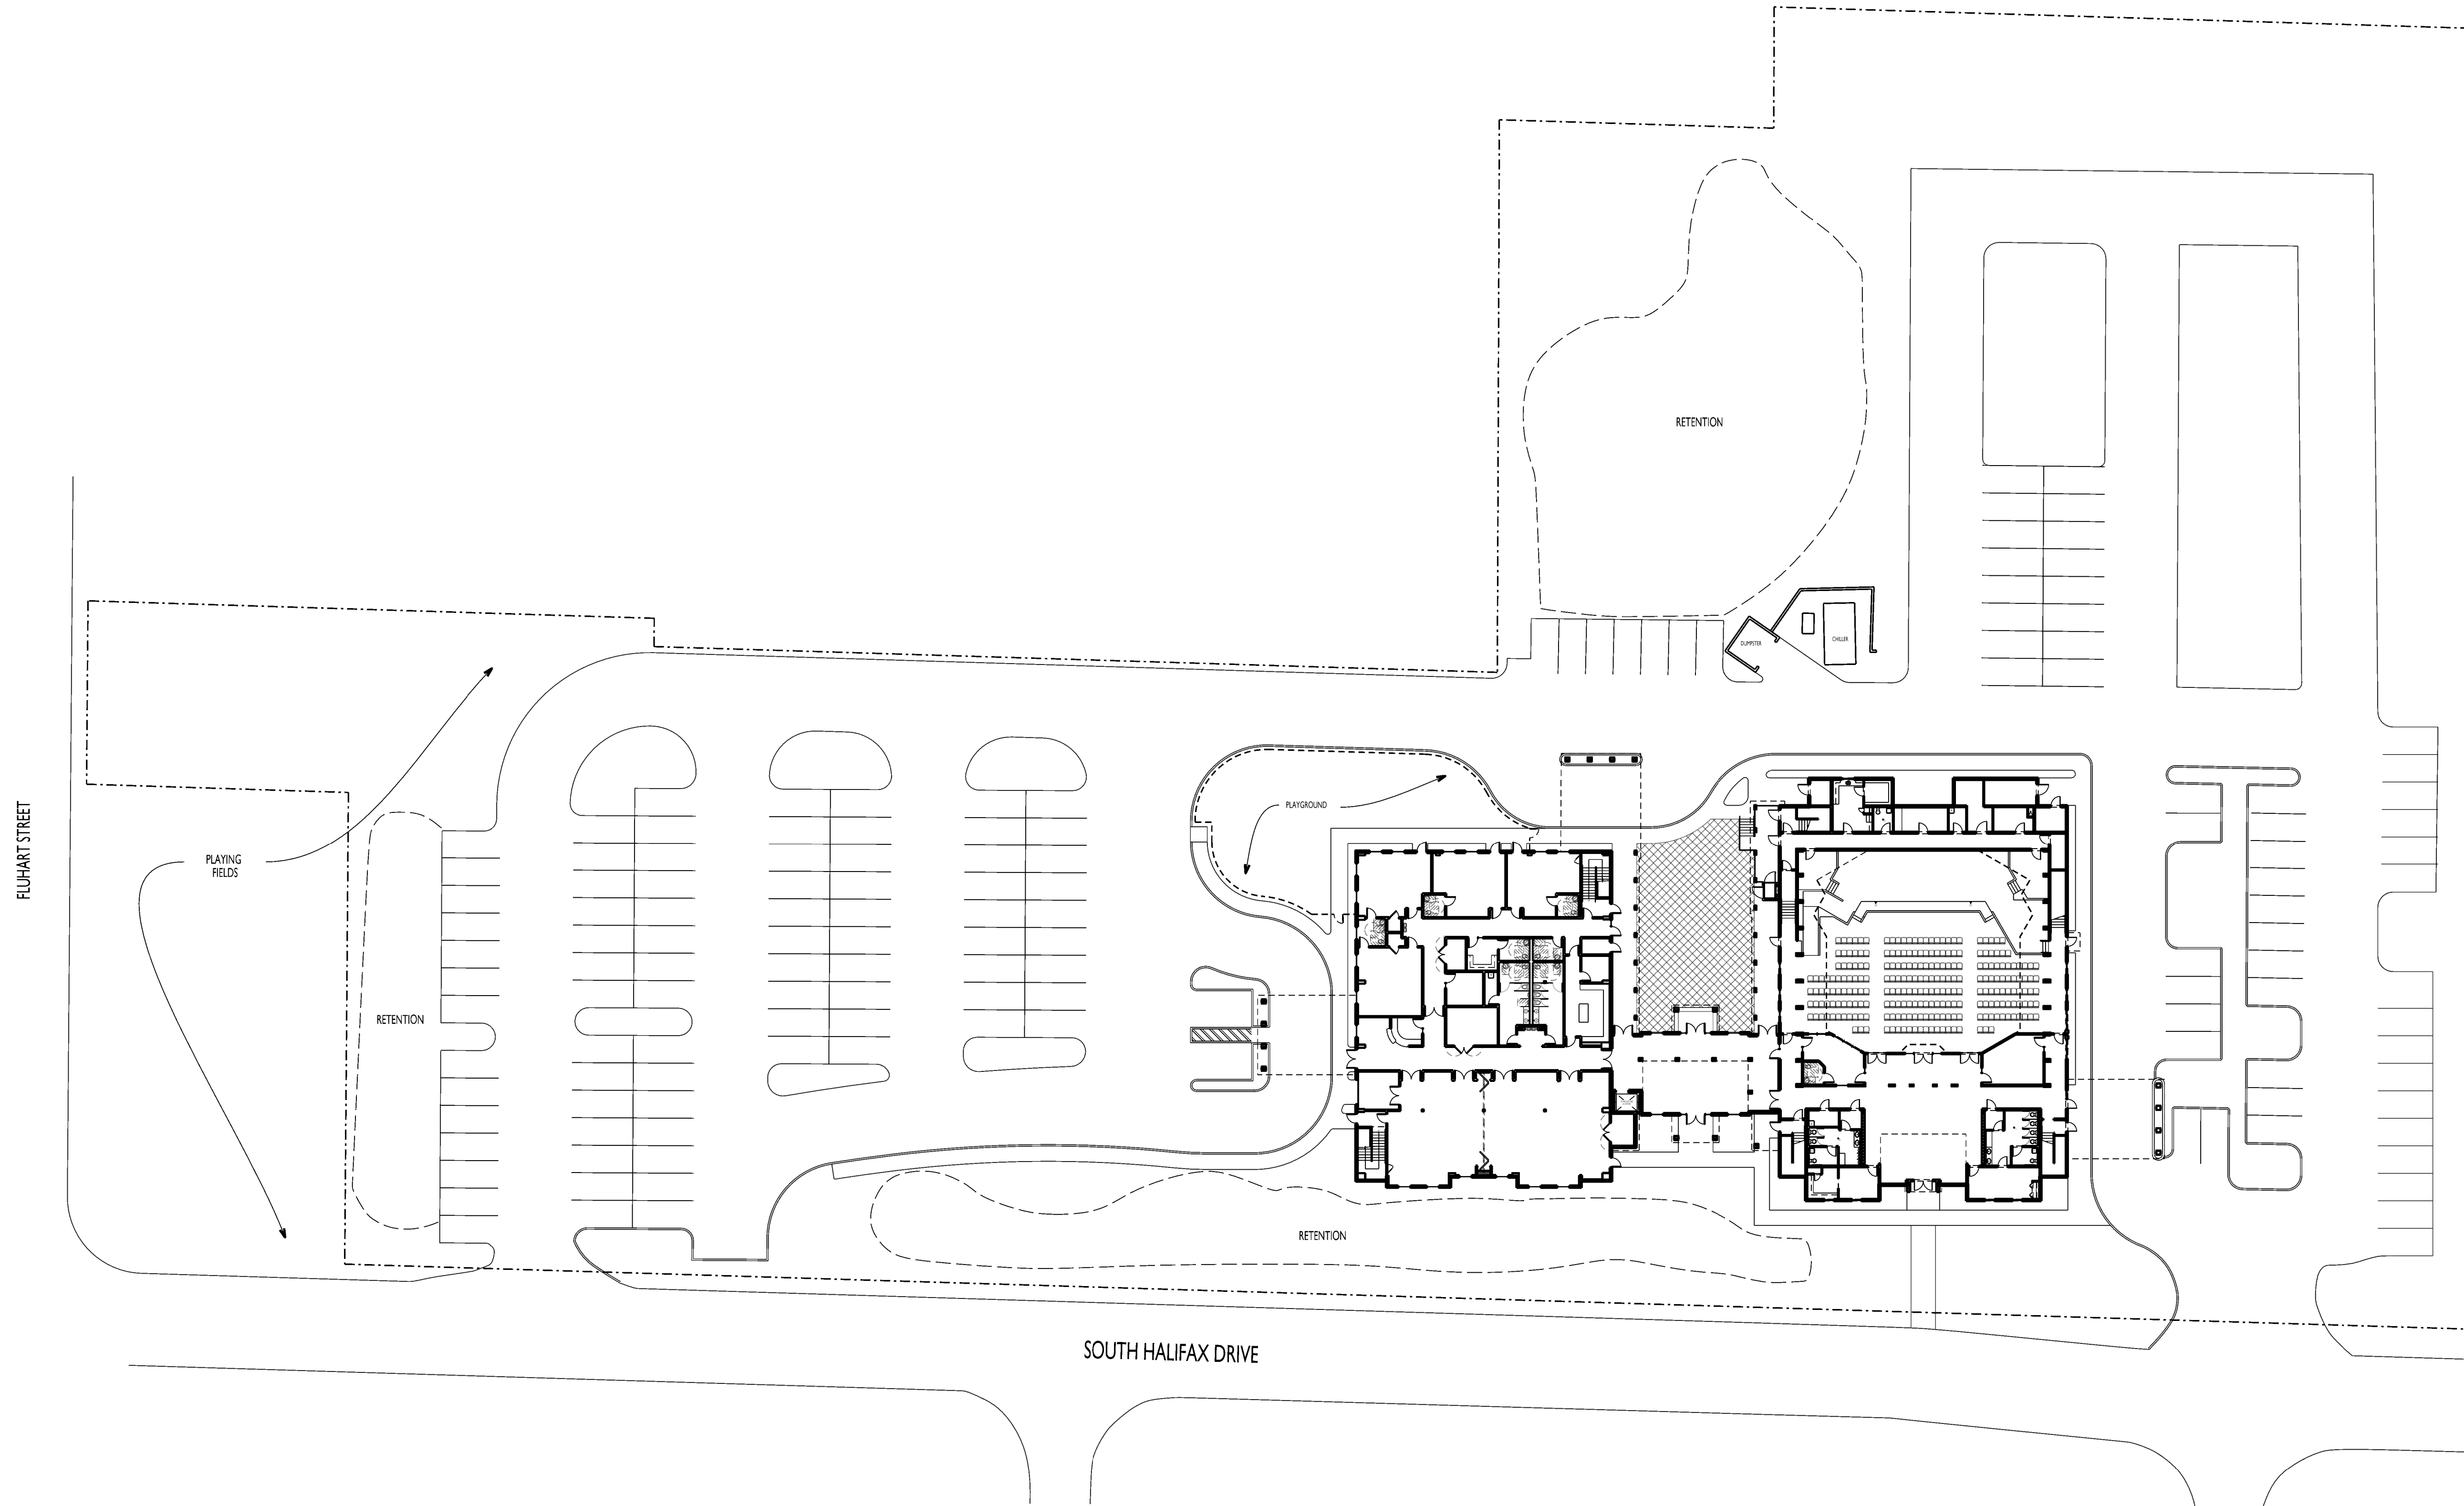 RETENTION
DUMPSTER
CHILLER
PLAYGROUND
FLUHART STREET
PLAYING
FIELDS
RETENTION
RETENTION
SOUTH HALIFAX DRIVE